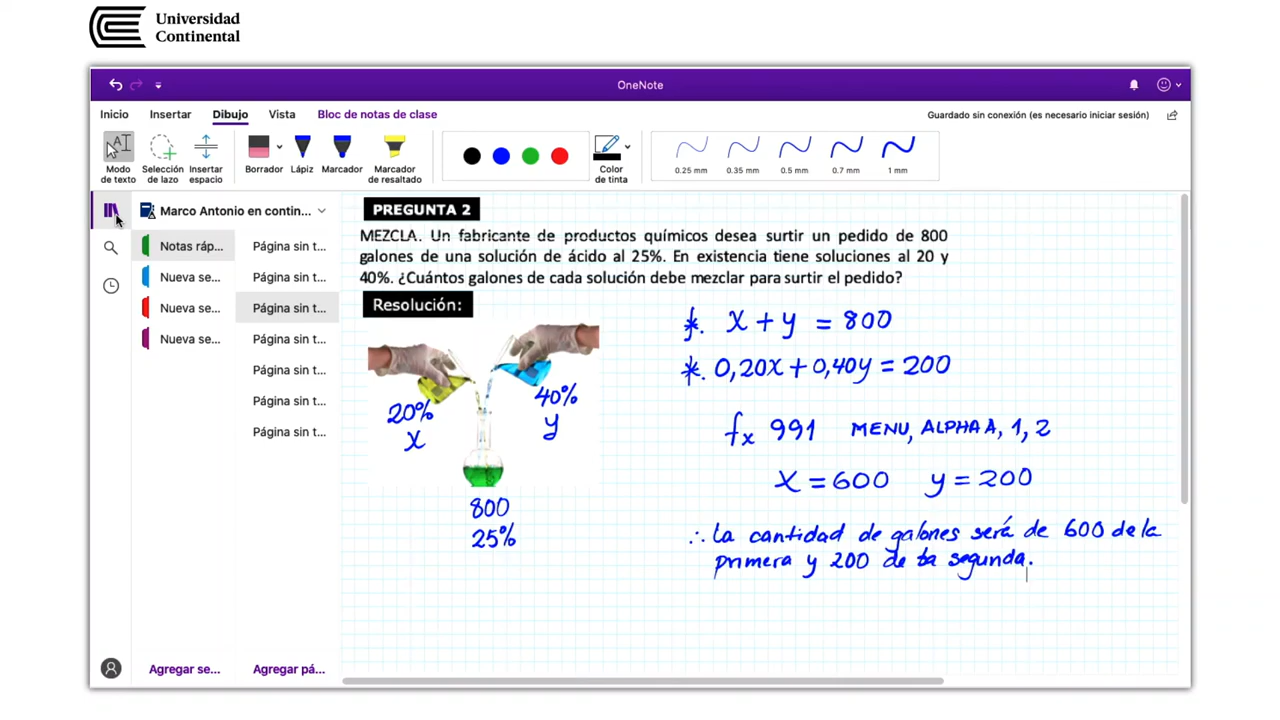 Universidad
Continental
OneNote
Inicio
Insertar
Dibujo
Vista
Bloc de notas de clase
Guardado sin conexión (es necesario iniciar sesión)
Modo
de texto
Selección
de lazo
Insertar
espacio
Borrador
Lápiz
Marcador
Marcador
de resaltado
Color
de tinta
0.25 mm
0.35 mm
0.5 mm
0.7 mm
1 mm
Marco Antonio en contin...
Notas ráp...
Nueva se...
Nueva se...
Nueva se...
Página sin t...
Página sin t...
Página sin t...
Página sin t...
Página sin t...
Página sin t...
Página sin t...
Agregar se...
Agregar pá...
PREGUNTA 2
MEZCLA. Un fabricante de productos químicos desea surtir un pedido de 800
galones de una solución de ácido al 25%. En existencia tiene soluciones al 20 y
40%. ¿Cuántos galones de cada solución debe mezclar para surtir el pedido?
Resolución:
20%
x
40%
y
800
25%
*. x + y = 800
*. 0,20x + 0,40y = 200
fx 991 MENU, ALPHA A, 1, 2
x = 600 y = 200
∴ La cantidad de galones será de 600 de la
primera y 200 de la segunda.